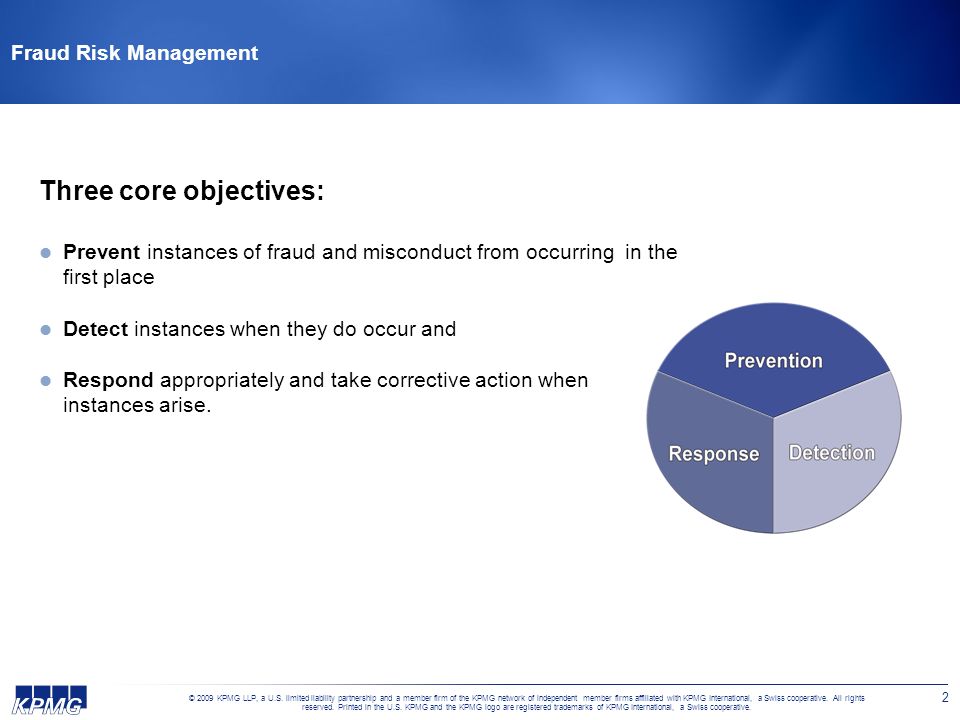 Fraud Risk Management
Three core objectives:
Prevent instances of fraud and misconduct from occurring in the
first place
Detect instances when they do occur and
Respond appropriately and take corrective action when
instances arise.
Prevention
Response
Detection
KPMG
© 2009 KPMG LLP, a U.S. limited liability partnership and a member firm of the KPMG network of independent member firms affiliated with KPMG International, a Swiss cooperative. All rights
reserved. Printed in the U.S. KPMG and the KPMG logo are registered trademarks of KPMG International, a Swiss cooperative.
2